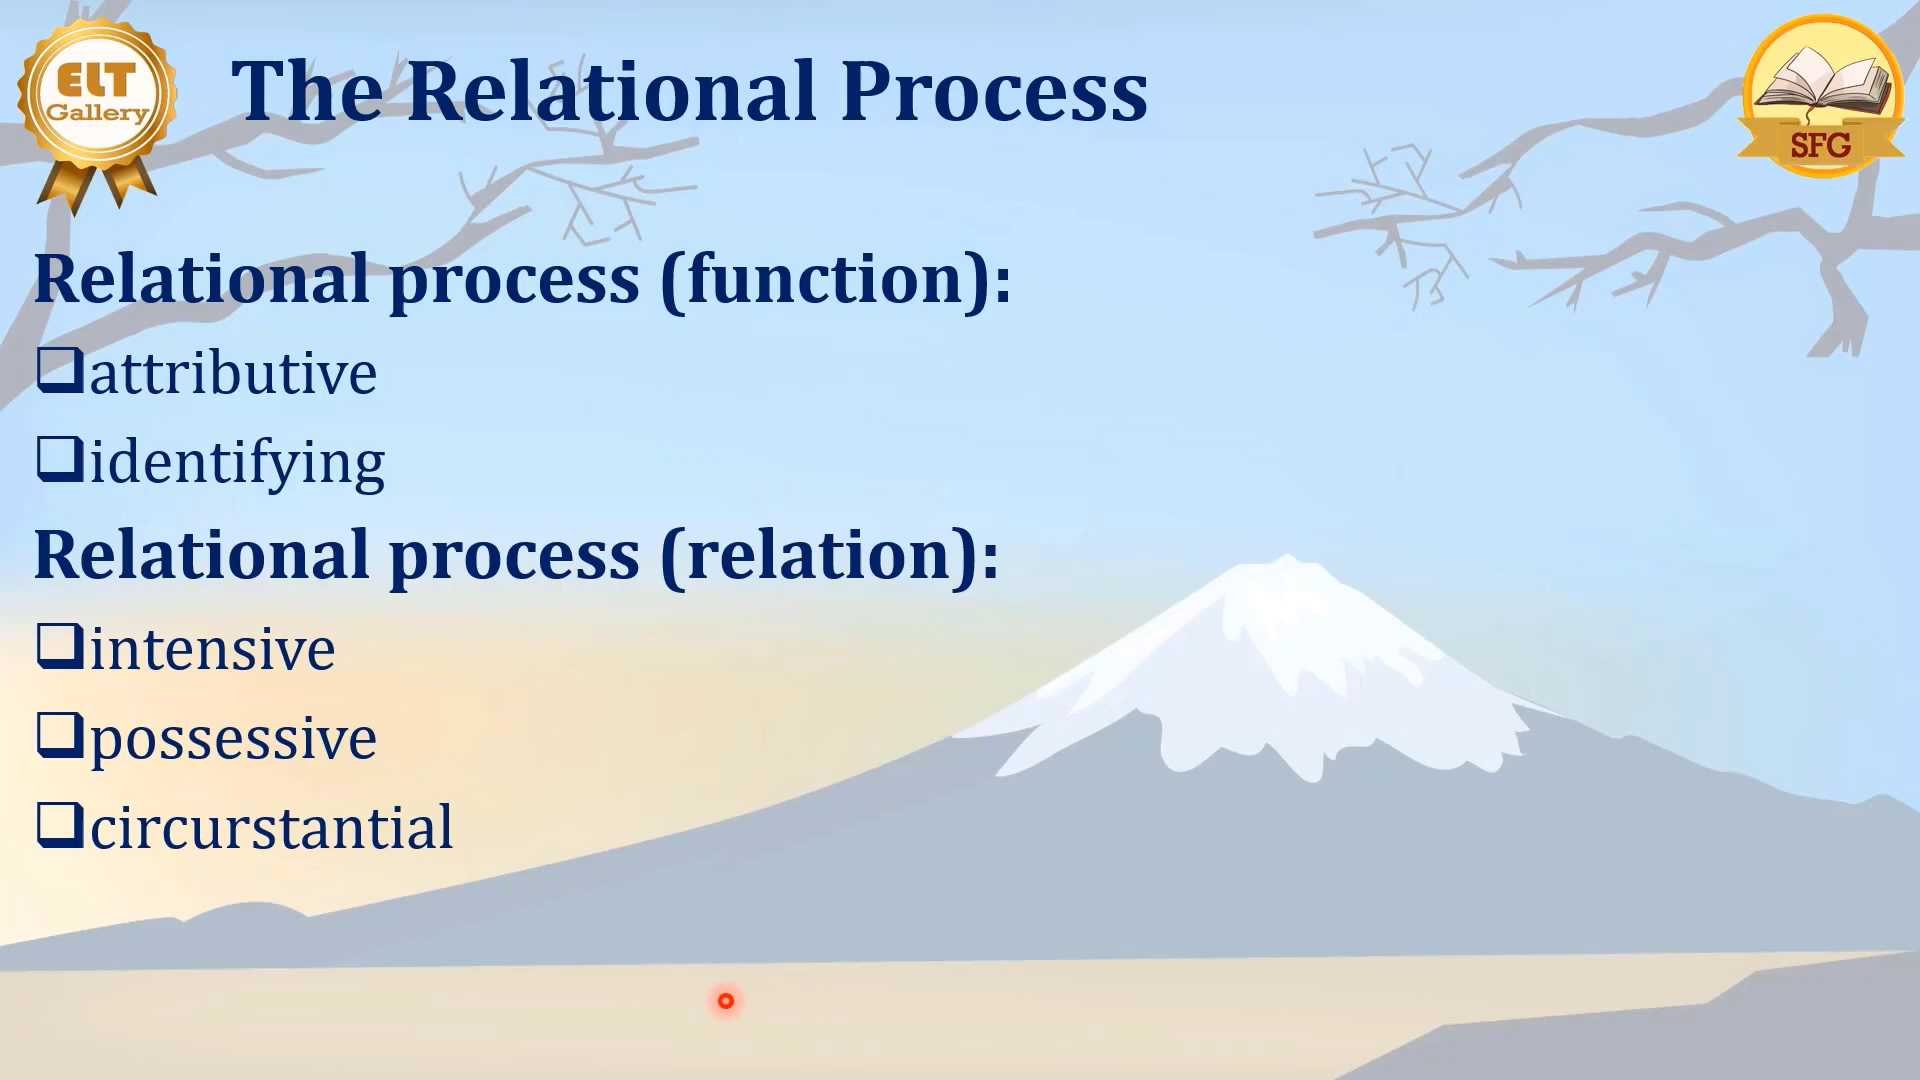 ELT
Gallery
The Relational Process
SFG
Relational process (function):
attributive
identifying
Relational process (relation):
intensive
possessive
circurstantial